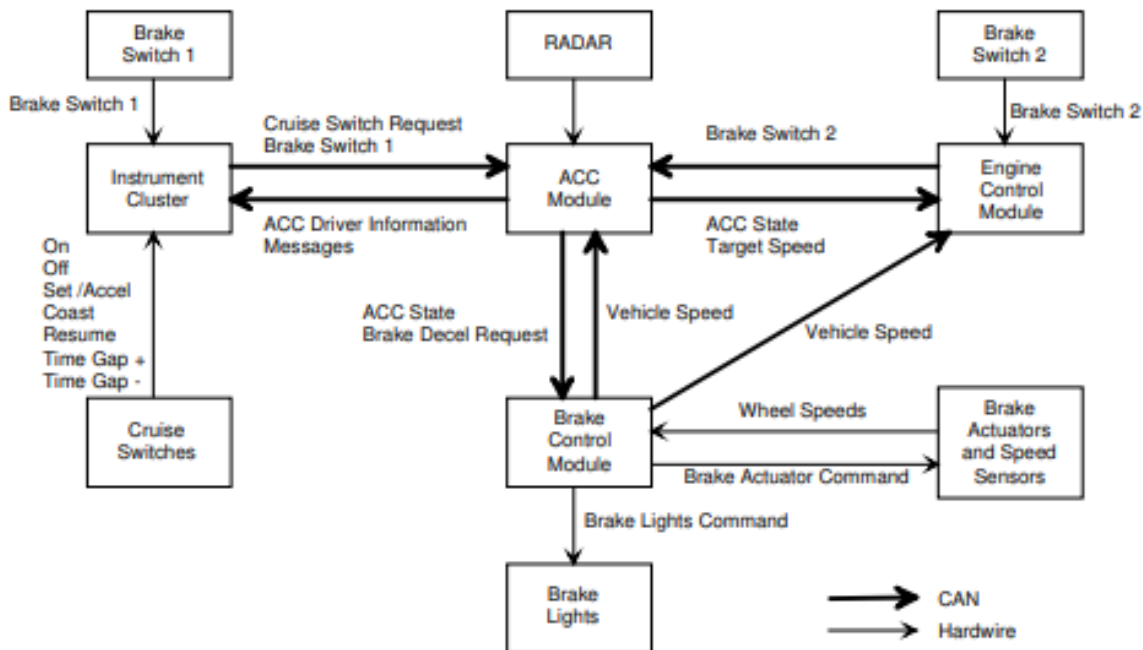 Brake
Switch 1
RADAR
Brake
Switch 2
Brake Switch 1
Brake Switch 2
Cruise Switch Request
Brake Switch 1
Brake Switch 2
Instrument
Cluster
ACC
Module
Engine
Control
Module
ACC Driver Information
Messages
ACC State
Target Speed
On
Off
Set /Accel
Coast
Resume
Time Gap +
Time Gap -
ACC State
Brake Decel Request
Vehicle Speed
Vehicle Speed
Cruise
Switches
Brake
Control
Module
Wheel Speeds
Brake Actuator Command
Brake
Actuators
and Speed
Sensors
Brake Lights Command
Brake
Lights
CAN
Hardwire